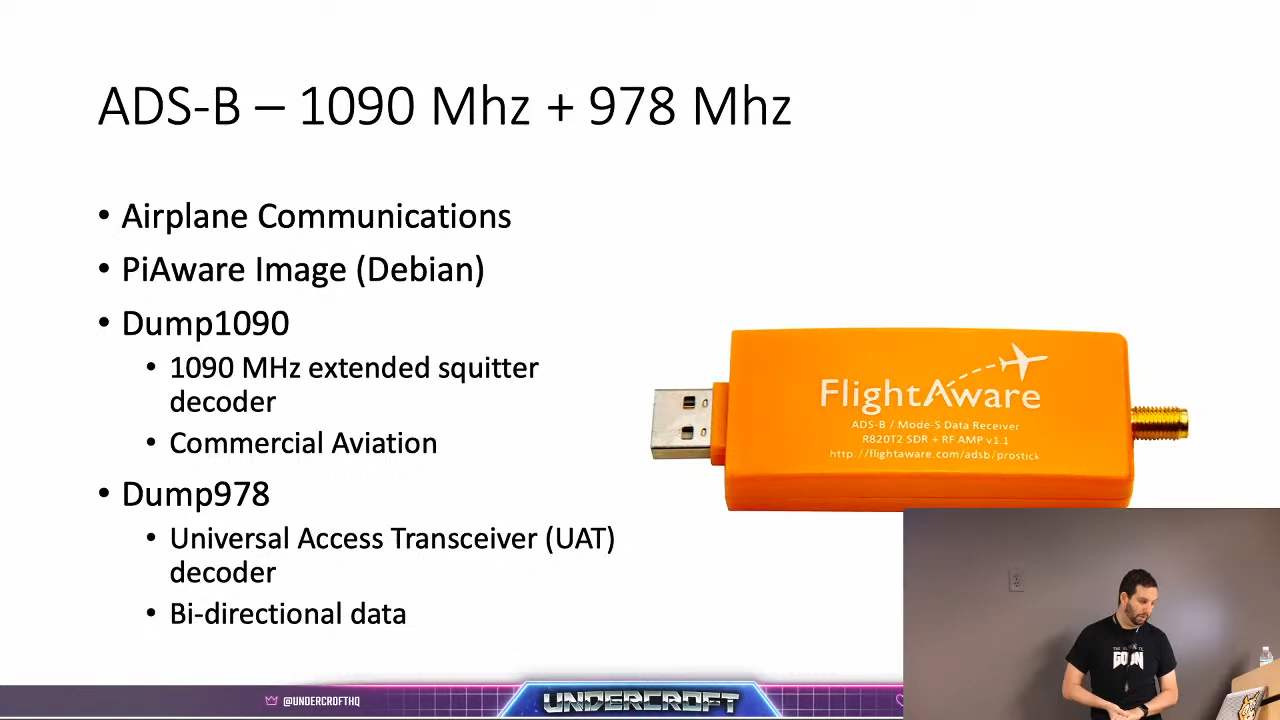 ADS-B – 1090 Mhz + 978 Mhz
• Airplane Communications
• PiAware Image (Debian)
• Dump1090
• 1090 MHz extended squitter
decoder
• Commercial Aviation
• Dump978
• Universal Access Transceiver (UAT)
decoder
• Bi-directional data
FlightAware
ADS-B / Mode-S Data Receiver
R820T2 SDR + RF AMP v1.1
http://flightaware.com/adsb/prostick
@UNDERCROFTHQ
UNDERCROFT